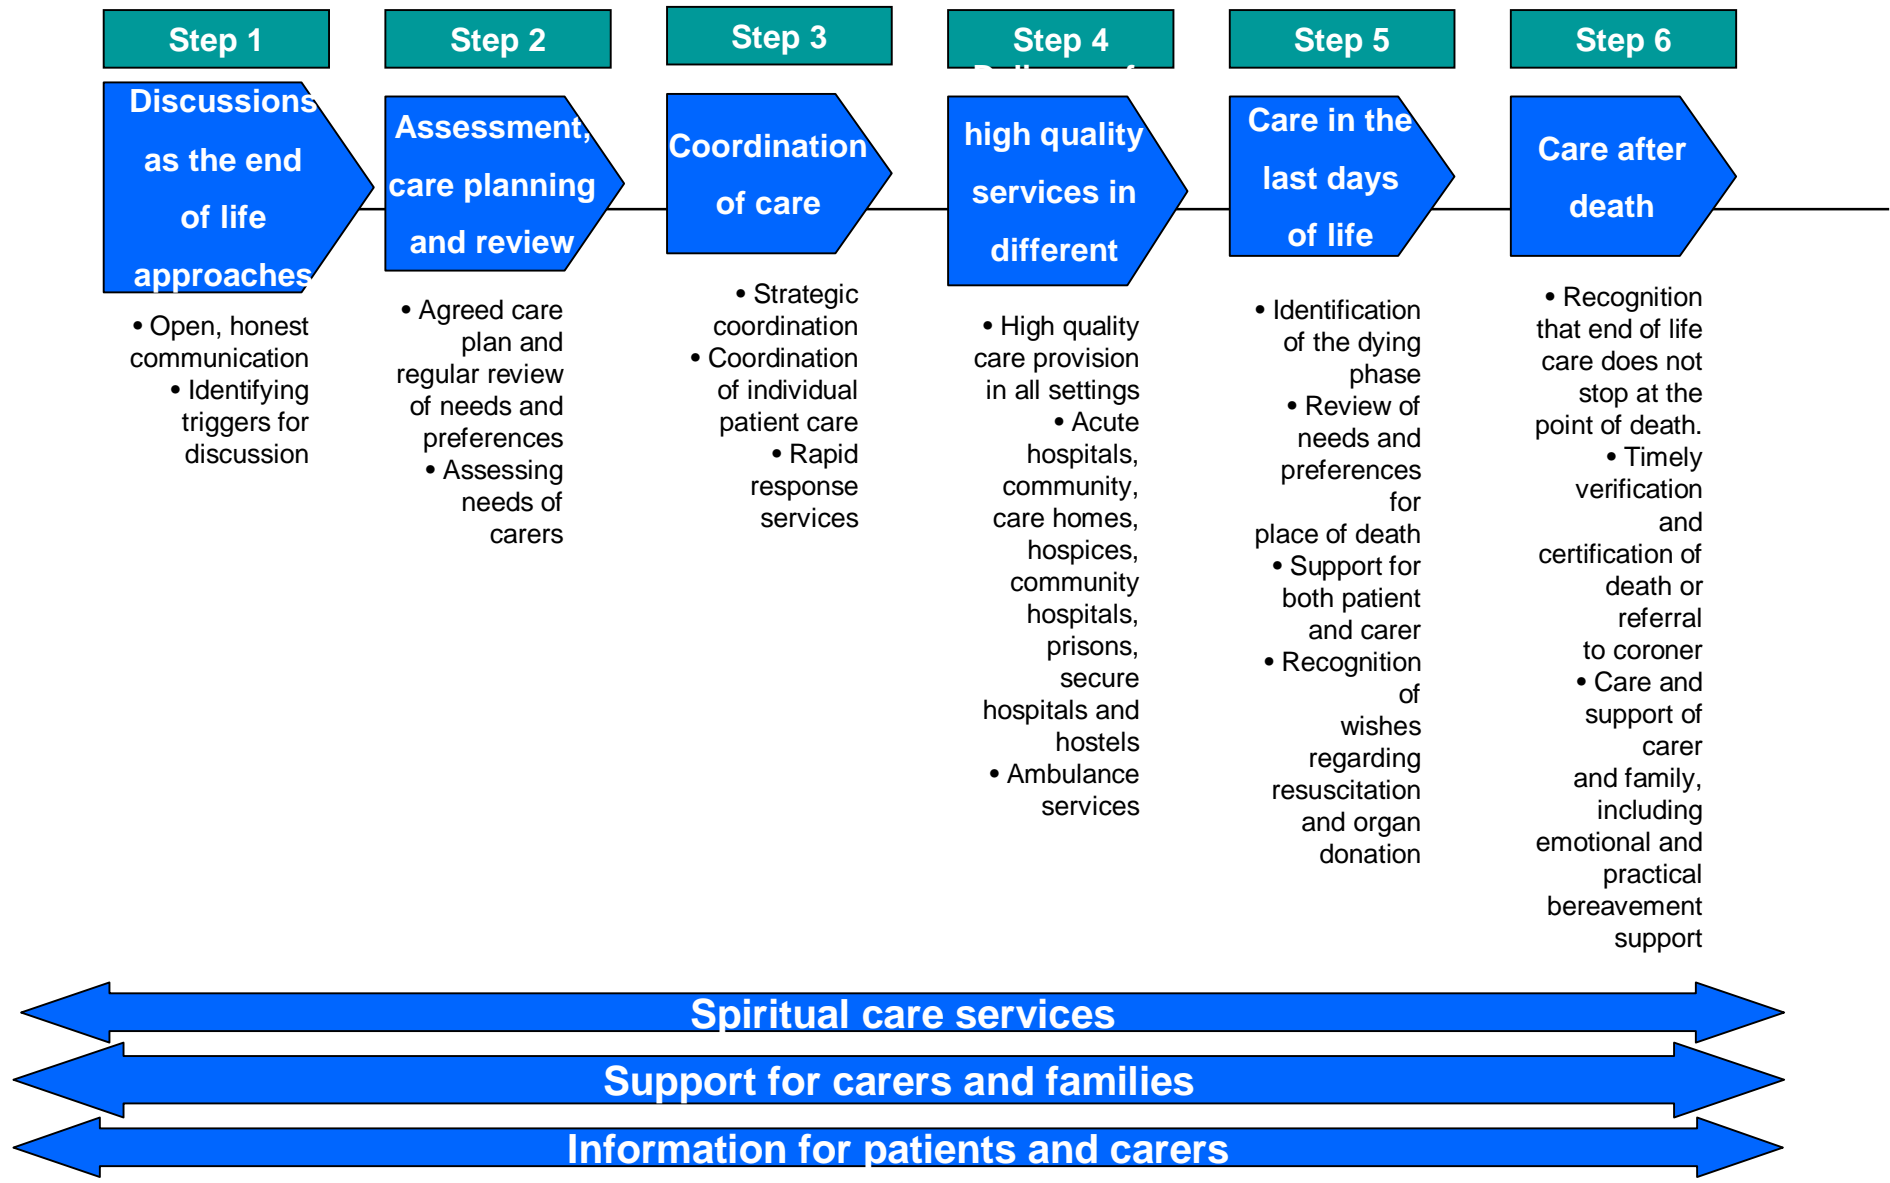 Step 1
Discussions
as the end
of life
approaches
• Open, honest
communication
• Identifying
triggers for
discussion
Step 2
Assessment,
care planning
and review
• Agreed care
plan and
regular review
of needs and
preferences
• Assessing
needs of
carers
Step 3
Coordination
of care
• Strategic
coordination
• Coordination
of individual
patient care
• Rapid
response
services
Step 4
high quality
services in
different
• High quality
care provision
in all settings
• Acute
hospitals,
community,
care homes,
hospices,
community
hospitals,
prisons,
secure
hospitals and
hostels
• Ambulance
services
Step 5
Care in the
last days
of life
• Identification
of the dying
phase
• Review of
needs and
preferences
for
place of death
• Support for
both patient
and carer
• Recognition
of
wishes
regarding
resuscitation
and organ
donation
Step 6
Care after
death
• Recognition
that end of life
care does not
stop at the
point of death.
• Timely
verification
and
certification of
death or
referral
to coroner
• Care and
support of
carer
and family,
including
emotional and
practical
bereavement
support
Spiritual care services
Support for carers and families
Information for patients and carers